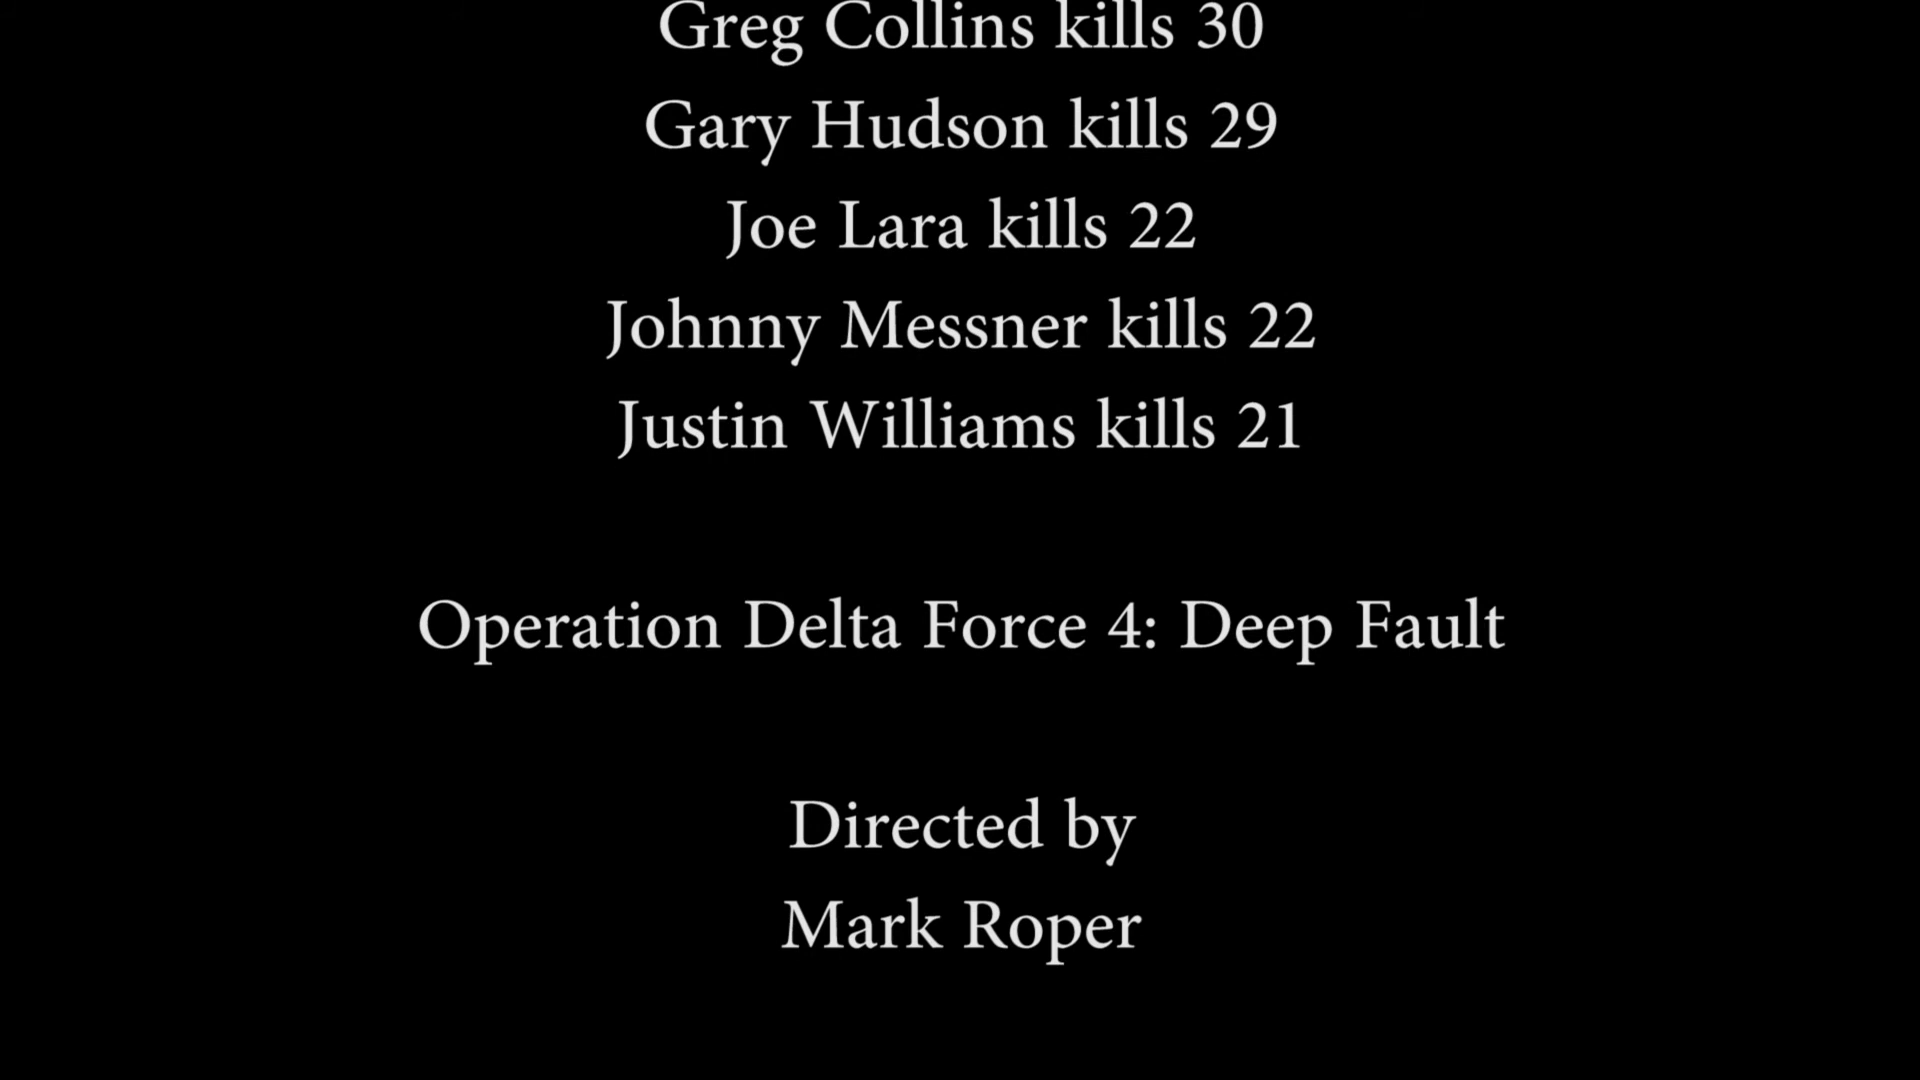 Greg Collins kills 30
Gary Hudson kills 29
Joe Lara kills 22
Johnny Messner kills 22
Justin Williams kills 21
Operation Delta Force 4: Deep Fault
Directed by
Mark Roper